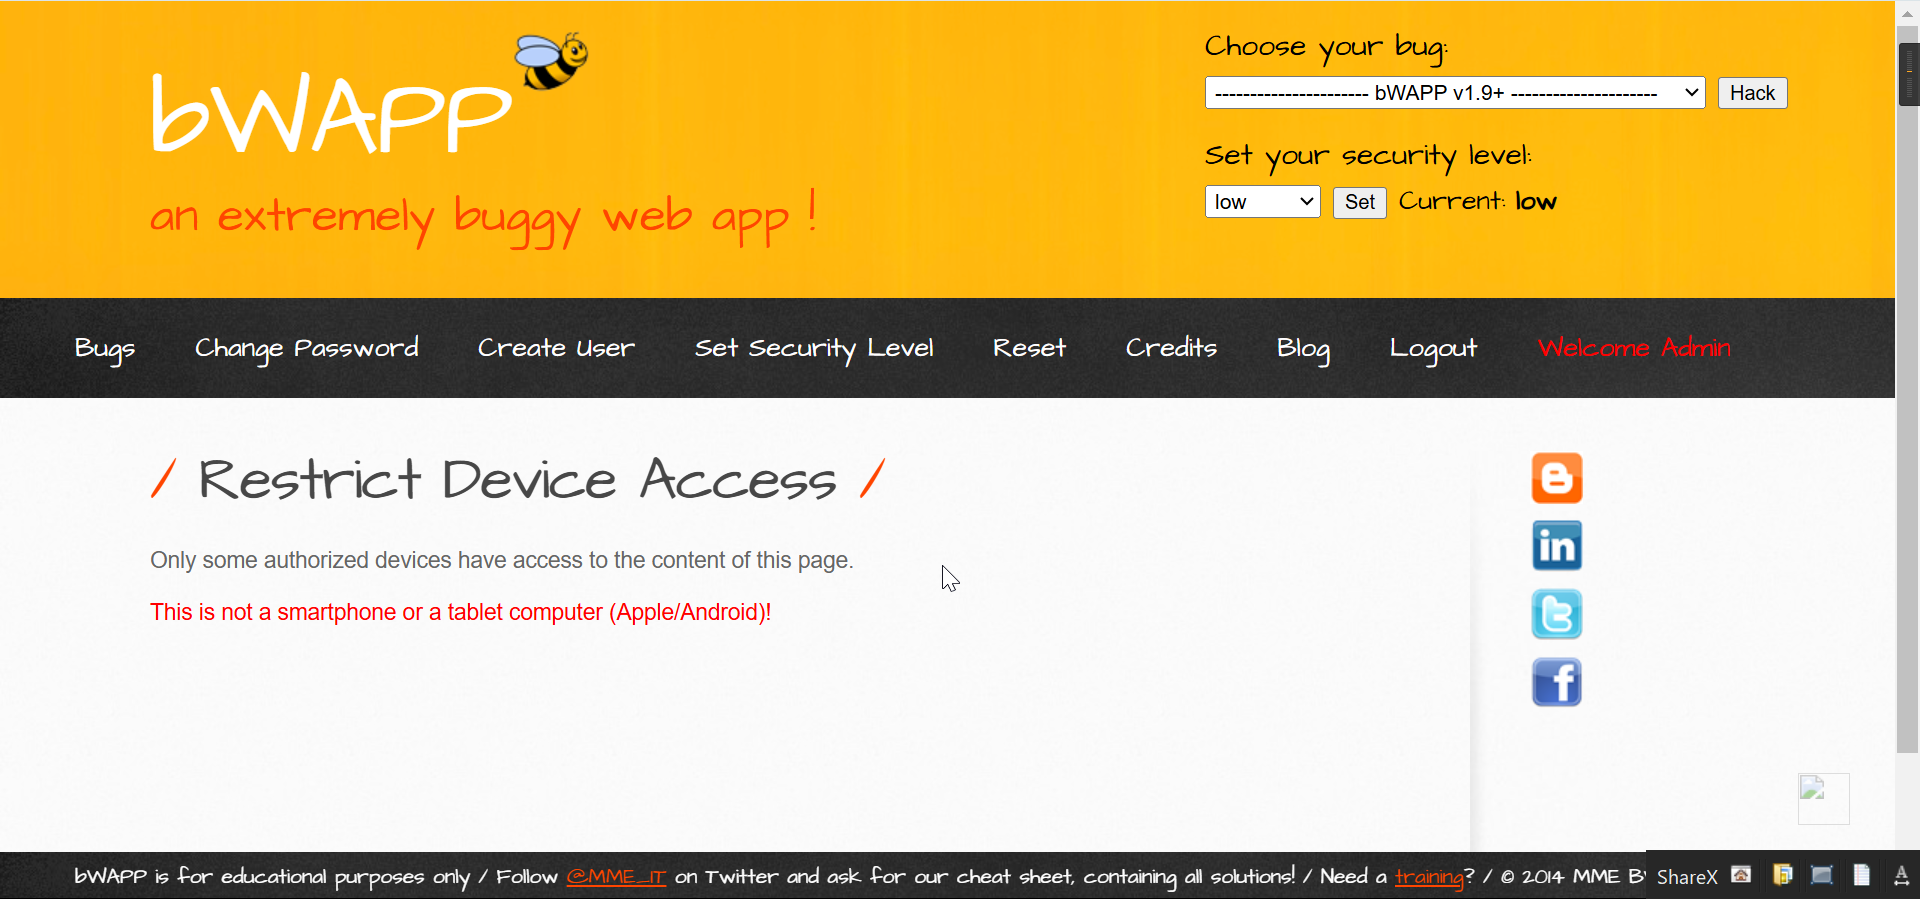 bWAPP
an extremely buggy web app !
Choose your bug:
---------------------- bWAPP v1.9+ ---------------------
Hack
Set your security level:
low
Set
Current: low
Bugs
Change Password
Create User
Set Security Level
Reset
Credits
Blog
Logout
Welcome Admin
/ Restrict Device Access /
Only some authorized devices have access to the content of this page.
This is not a smartphone or a tablet computer (Apple/Android)!
in
t
f
bWAPP is for educational purposes only / Follow @MME_IT on Twitter and ask for our cheat sheet, containing all solutions! / Need a training? / © 2014 MME B
ShareX